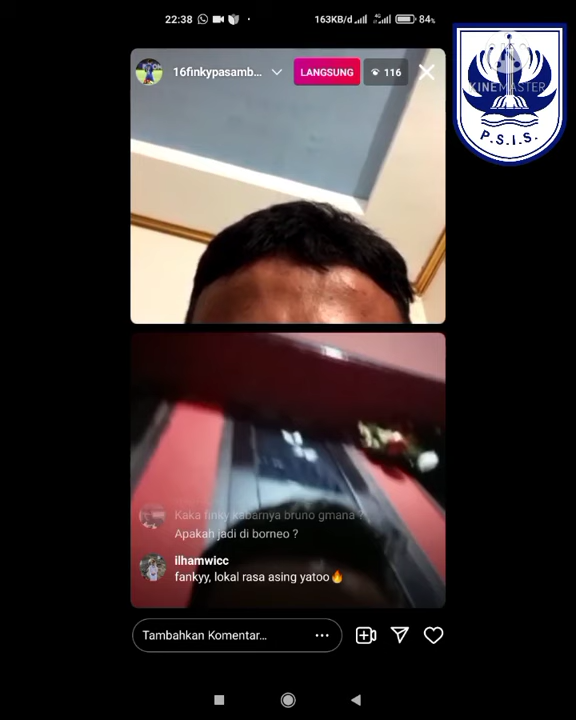 22:38
163KB/d
84%
16finkypasamb...
LANGSUNG
116
KINEMASTER
P.S.I.S.
Kaka finky kabarnya bruno gmana ?
Apakah jadi di borneo ?
ilhamwicc
fankyy, lokal rasa asing yatoo🔥
Tambahkan Komentar...